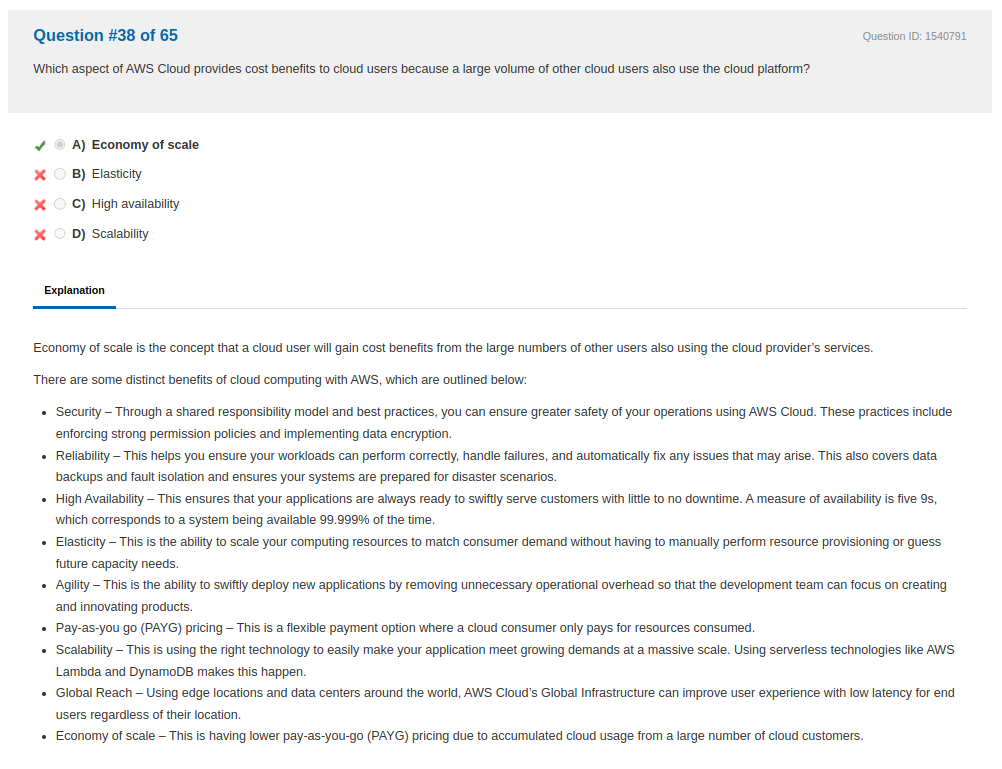 Question #38 of 65
Question ID: 1540791
Which aspect of AWS Cloud provides cost benefits to cloud users because a large volume of other cloud users also use the cloud platform?
A) Economy of scale
B) Elasticity
C) High availability
D) Scalability
Explanation
Economy of scale is the concept that a cloud user will gain cost benefits from the large numbers of other users also using the cloud provider’s services.
There are some distinct benefits of cloud computing with AWS, which are outlined below:
• Security – Through a shared responsibility model and best practices, you can ensure greater safety of your operations using AWS Cloud. These practices include
enforcing strong permission policies and implementing data encryption.
• Reliability – This helps you ensure your workloads can perform correctly, handle failures, and automatically fix any issues that may arise. This also covers data
backups and fault isolation and ensures your systems are prepared for disaster scenarios.
• High Availability – This ensures that your applications are always ready to swiftly serve customers with little to no downtime. A measure of availability is five 9s,
which corresponds to a system being available 99.999% of the time.
• Elasticity – This is the ability to scale your computing resources to match consumer demand without having to manually perform resource provisioning or guess
future capacity needs.
• Agility – This is the ability to swiftly deploy new applications by removing unnecessary operational overhead so that the development team can focus on creating
and innovating products.
• Pay-as-you go (PAYG) pricing – This is a flexible payment option where a cloud consumer only pays for resources consumed.
• Scalability – This is using the right technology to easily make your application meet growing demands at a massive scale. Using serverless technologies like AWS
Lambda and DynamoDB makes this happen.
• Global Reach – Using edge locations and data centers around the world, AWS Cloud’s Global Infrastructure can improve user experience with low latency for end
users regardless of their location.
• Economy of scale – This is having lower pay-as-you-go (PAYG) pricing due to accumulated cloud usage from a large number of cloud customers.